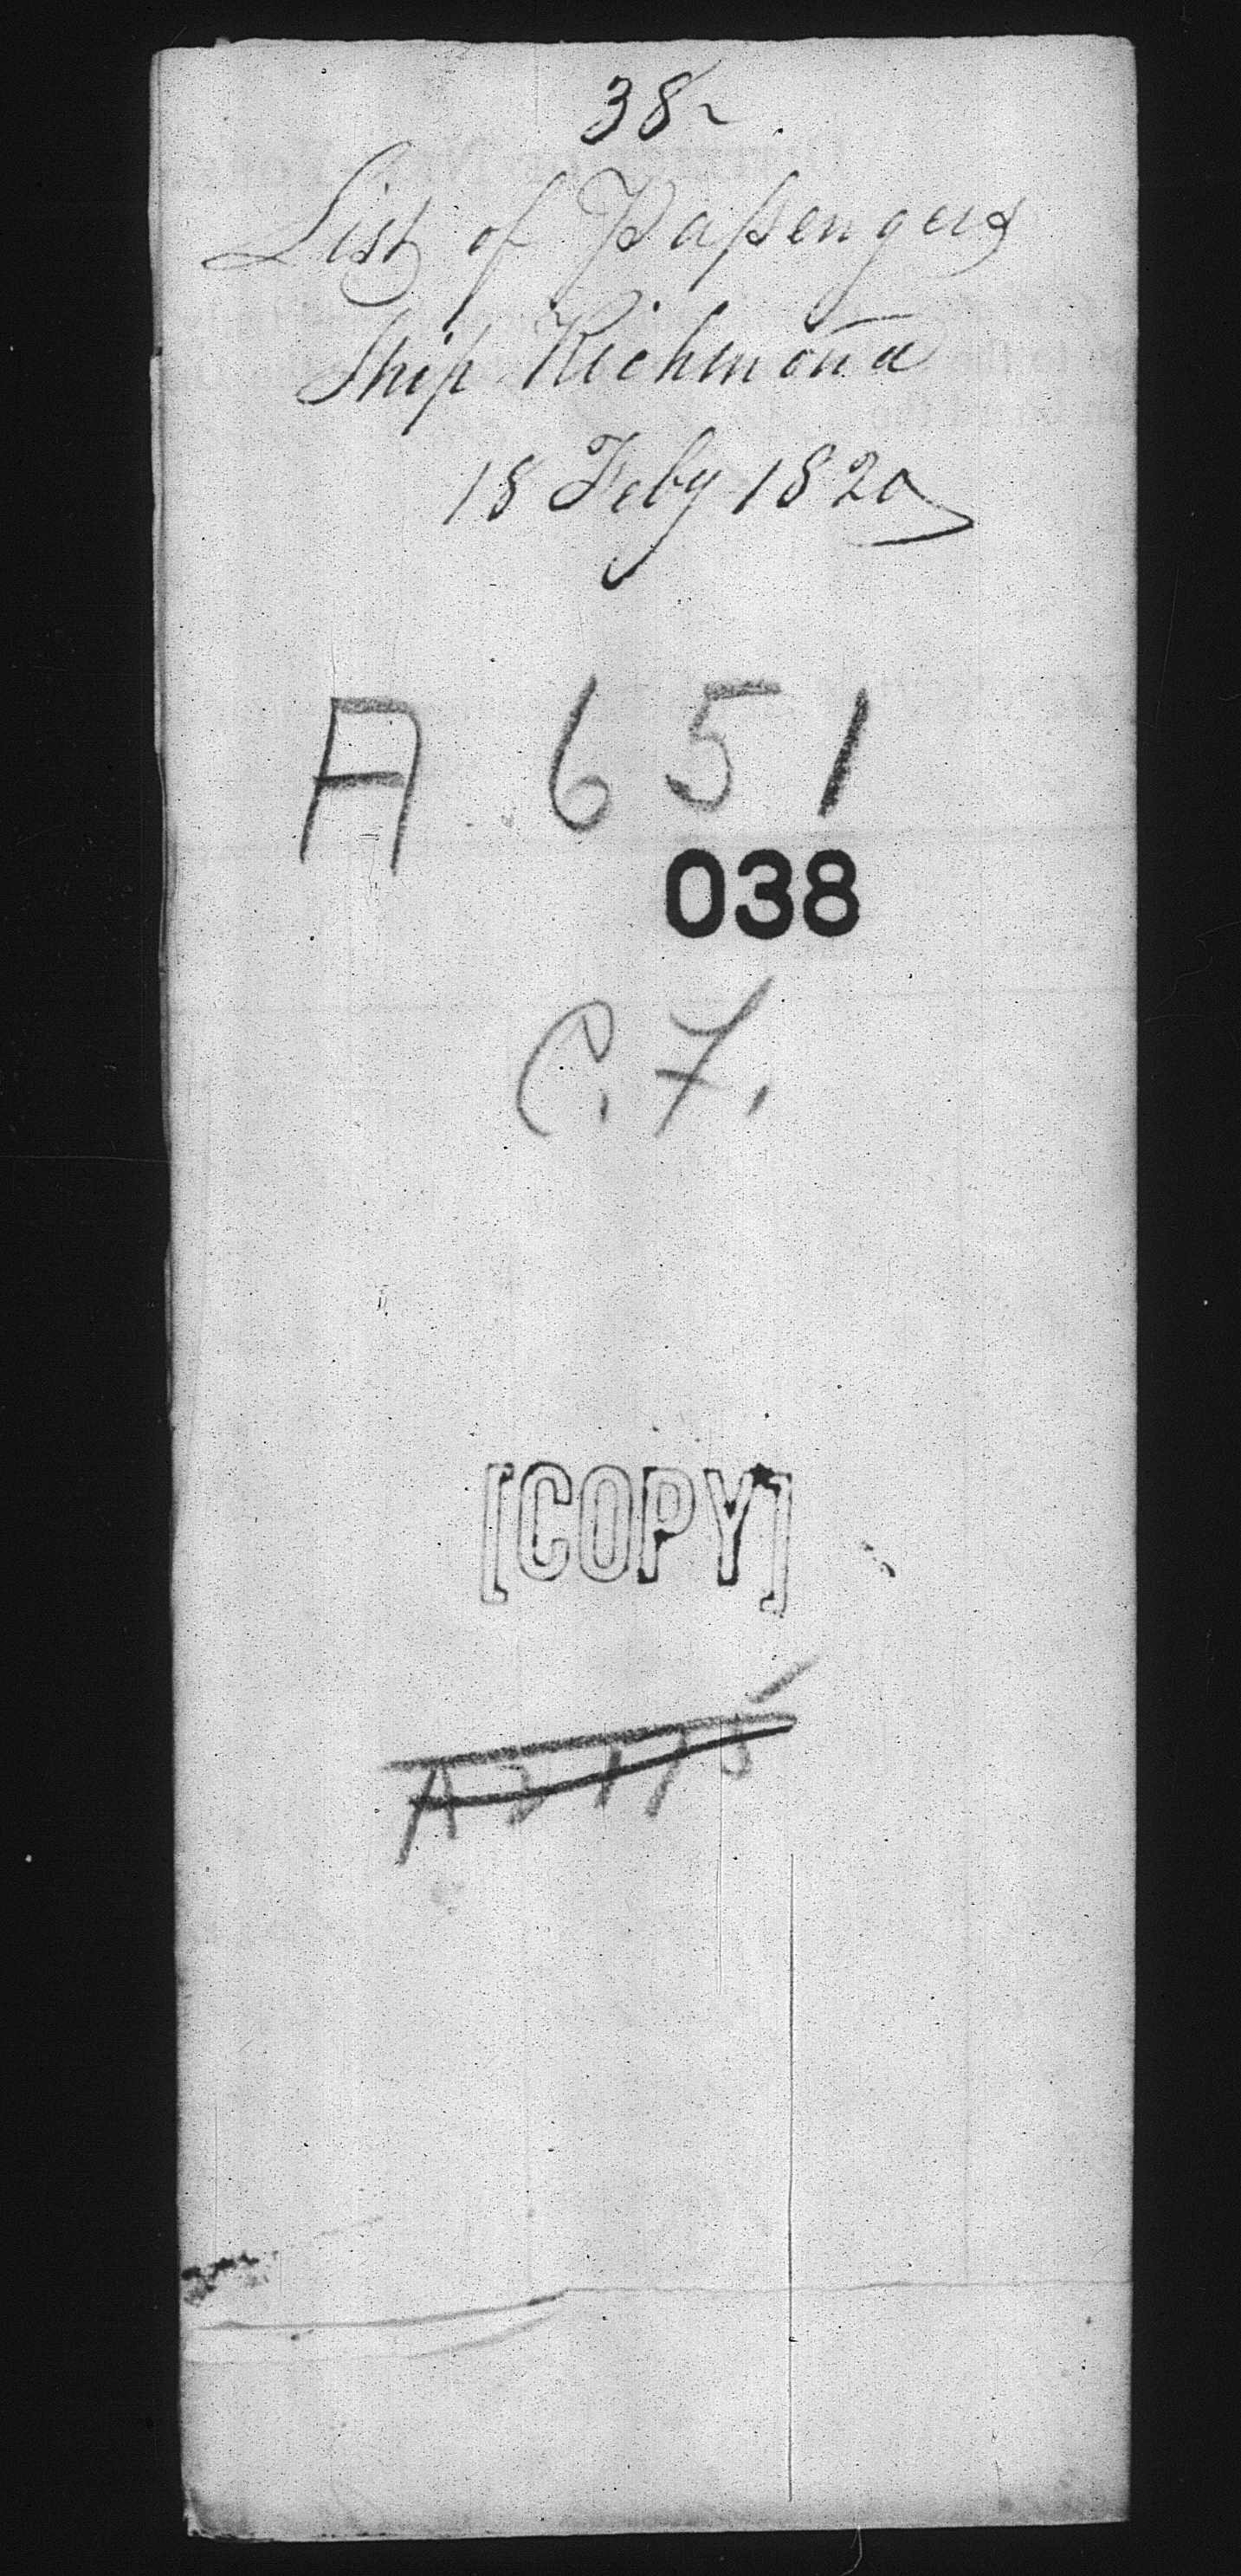 38
List of Passengers
Ship Richmond
18 Feby 1820
A 651
038
C. 7.
[COPY]